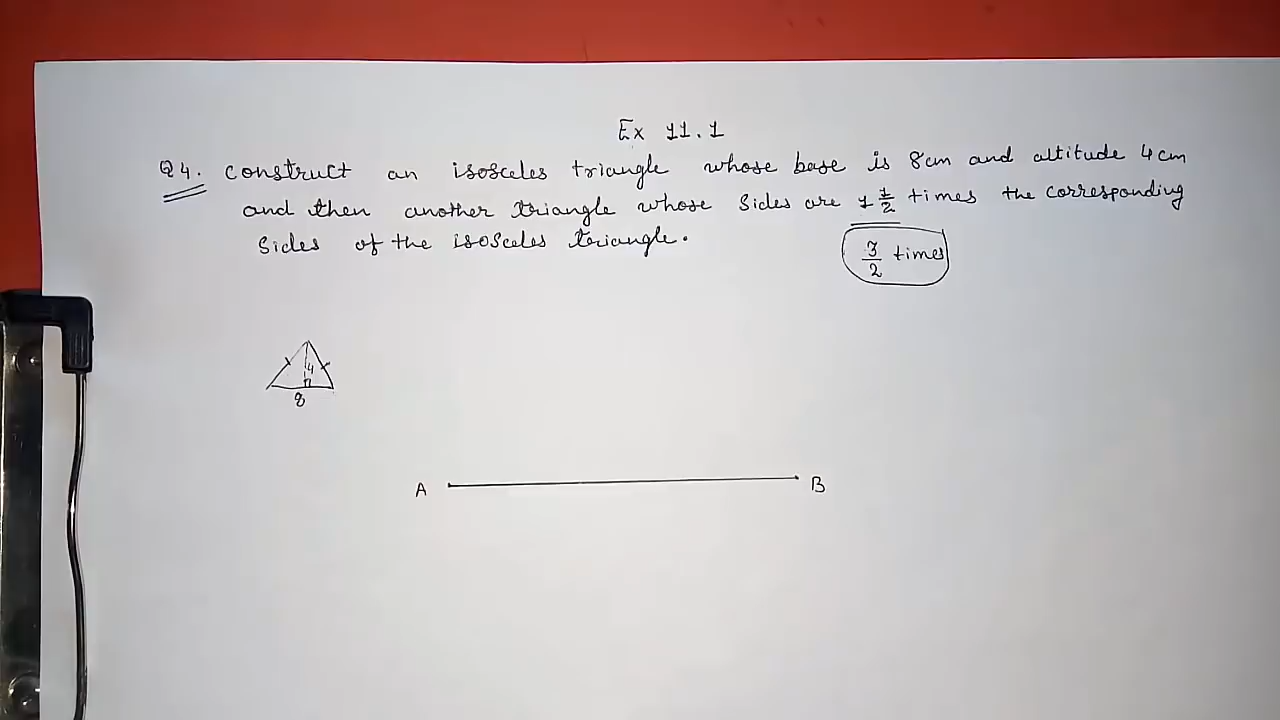 Ex 11.1
Q4. Construct an isosceles triangle whose base is 8cm and altitude 4cm
and then another triangle whose sides are 1 1/2 times the corresponding
sides of the isosceles triangle.
3/2 times
4
8
A B